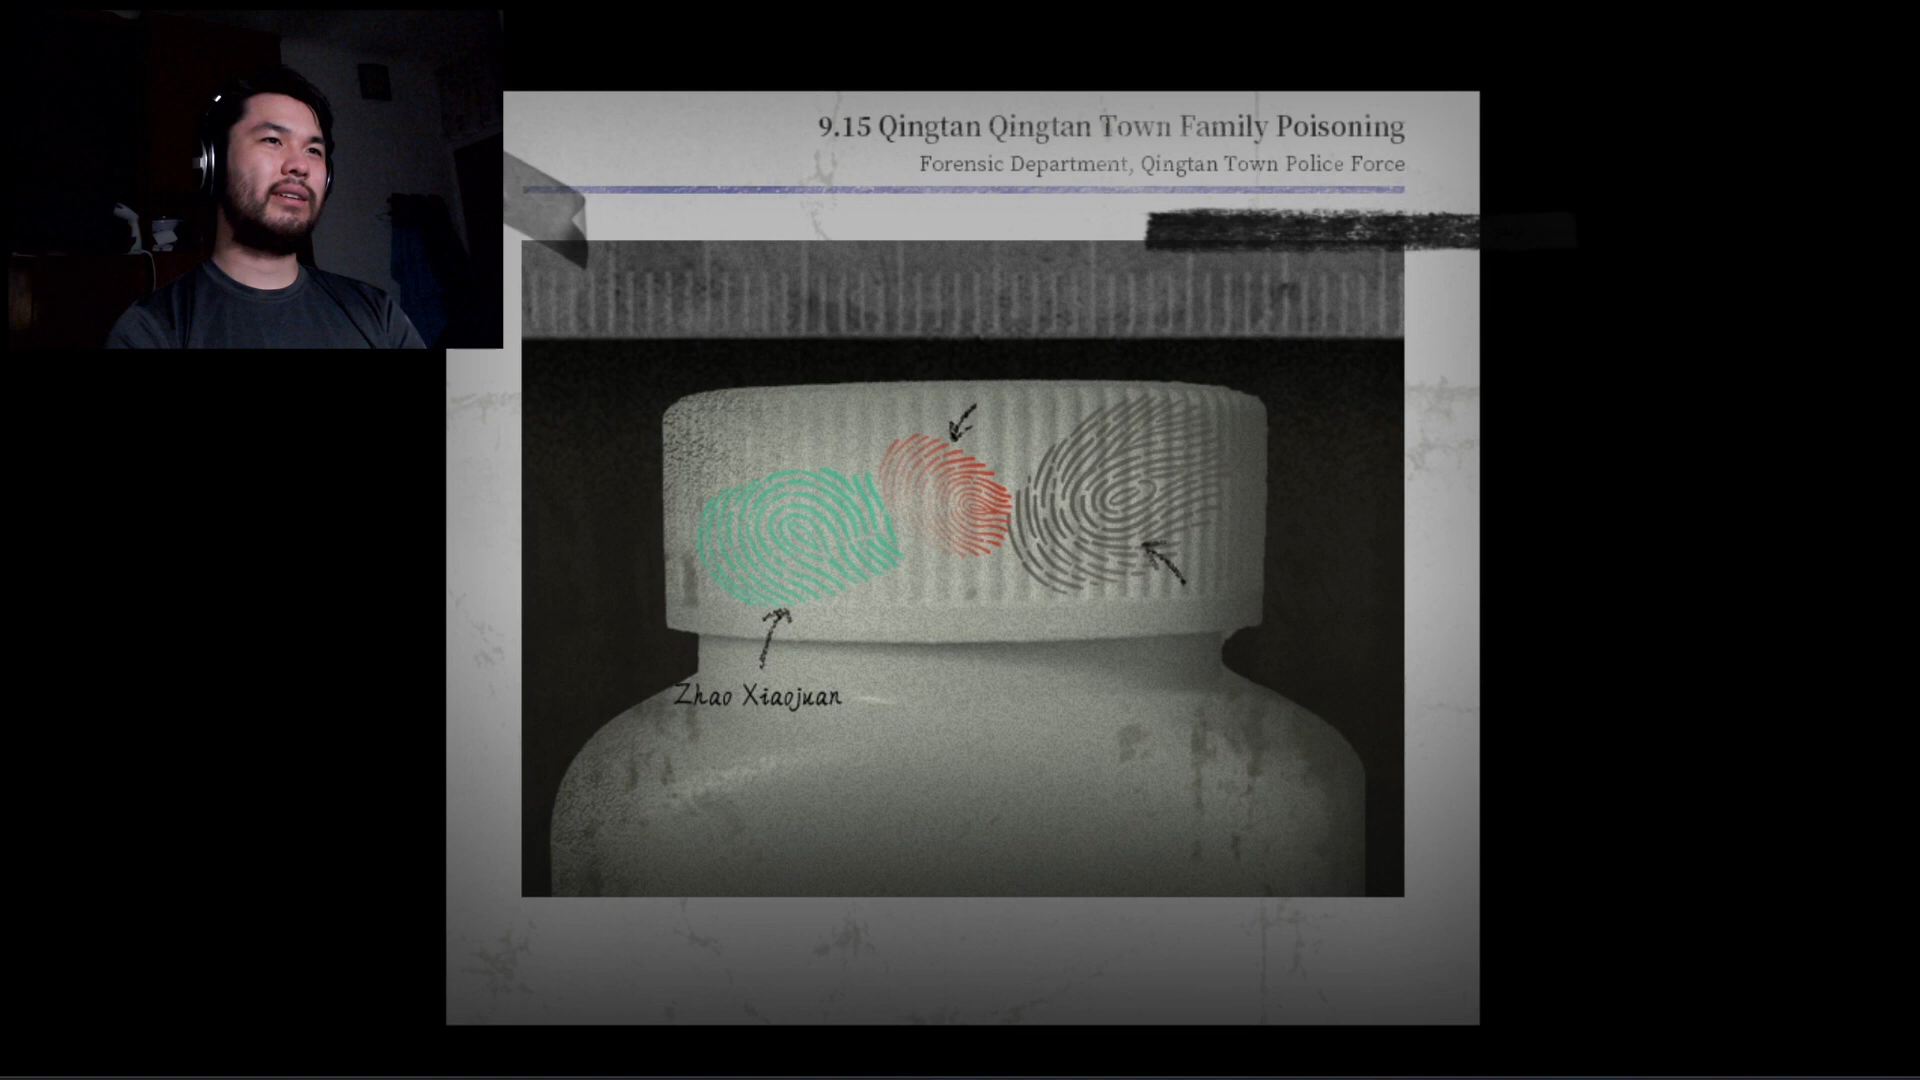 9.15 Qingtan Qingtan Town Family Poisoning
Forensic Department, Qingtan Town Police Force
Zhao Xiaojuan